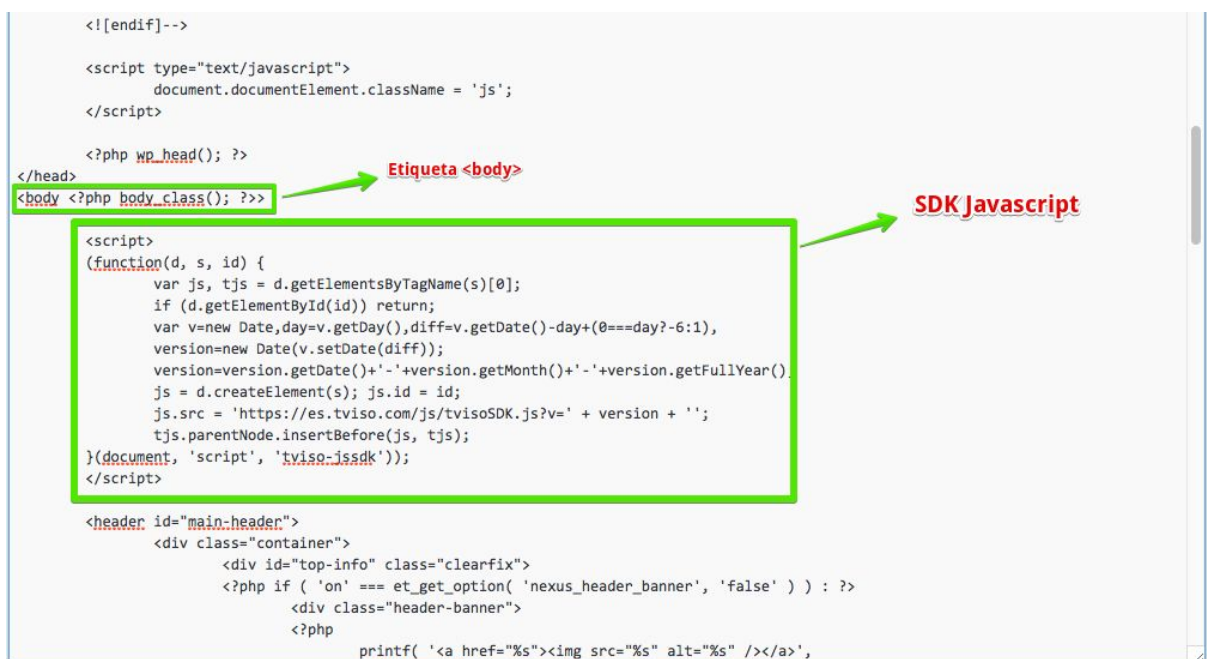 <![endif]-->
<script type="text/javascript">
document.documentElement.className = 'js';
</script>
<?php wp_head(); ?>
</head>
Etiqueta <body>
<body <?php body_class(); ?>>
SDK Javascript
<script>
(function(d, s, id) {
var js, tjs = d.getElementsByTagName(s)[0];
if (d.getElementById(id)) return;
var v=new Date,day=v.getDay(),diff=v.getDate()-day+(0===day?-6:1),
version=new Date(v.setDate(diff));
version=version.getDate()+'-'+version.getMonth()+'-'+version.getFullYear()
js = d.createElement(s); js.id = id;
js.src = 'https://es.tviso.com/js/tvisoSDK.js?v=' + version + '';
tjs.parentNode.insertBefore(js, tjs);
}(document, 'script', 'tviso-jssdk'));
</script>
<header id="main-header">
<div class="container">
<div id="top-info" class="clearfix">
<?php if ( 'on' === et_get_option( 'nexus_header_banner', 'false' ) ) : ?>
<div class="header-banner">
<?php
printf( '<a href="%s"><img src="%s" alt="%s" /></a>',